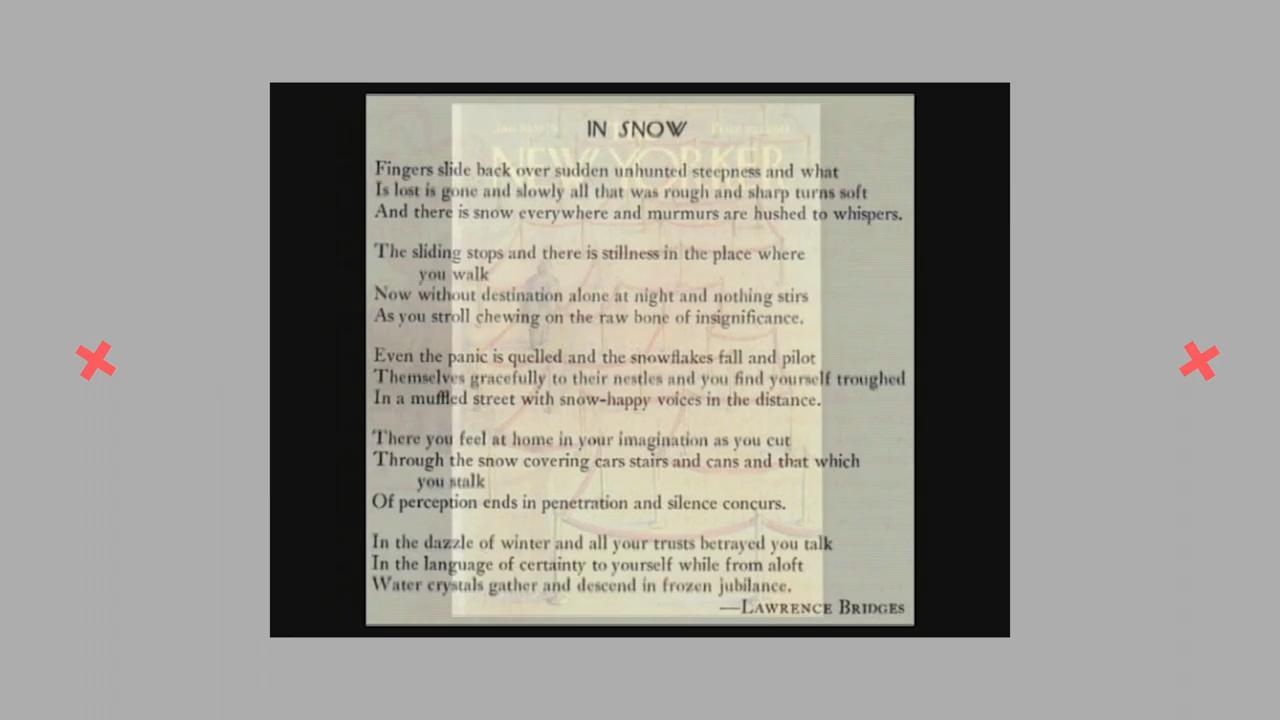 IN SNOW
NEW YORKER
Fingers slide back over sudden unhunted steepness and what
Is lost is gone and slowly all that was rough and sharp turns soft
And there is snow everywhere and murmurs are hushed to whispers.
The sliding stops and there is stillness in the place where
you walk
Now without destination alone at night and nothing stirs
As you stroll chewing on the raw bone of insignificance.
Even the panic is quelled and the snowflakes fall and pilot
Themselves gracefully to their nestles and you find yourself troughed
In a muffled street with snow-happy voices in the distance.
There you feel at home in your imagination as you cut
Through the snow covering cars stairs and cans and that which
you stalk
Of perception ends in penetration and silence concurs.
In the dazzle of winter and all your trusts betrayed you talk
In the language of certainty to yourself while from aloft
Water crystals gather and descend in frozen jubilance.
—LAWRENCE BRIDGES